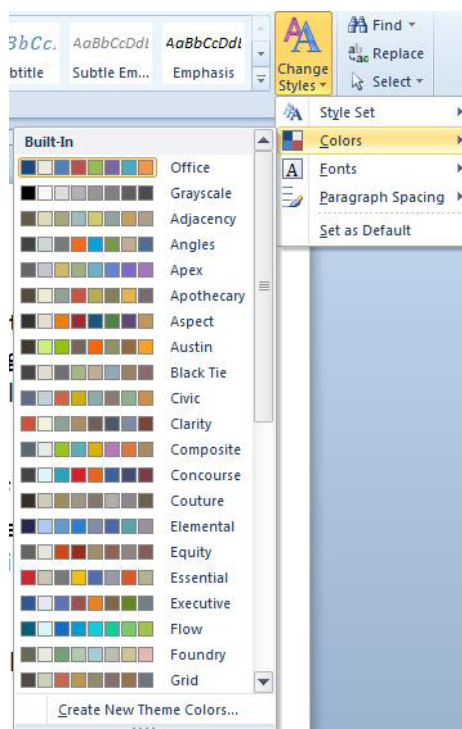 BbCc.
AaBbCcDdI
AaBbCcDdI
btitle
Subtle Em...
Emphasis
Change
Styles
Find
Replace
Select
Style Set
Colors
Fonts
Paragraph Spacing
Set as Default
Built-In
Office
Grayscale
Adjacency
Angles
Apex
Apothecary
Aspect
Austin
Black Tie
Civic
Clarity
Composite
Concourse
Couture
Elemental
Equity
Essential
Executive
Flow
Foundry
Grid
Create New Theme Colors...